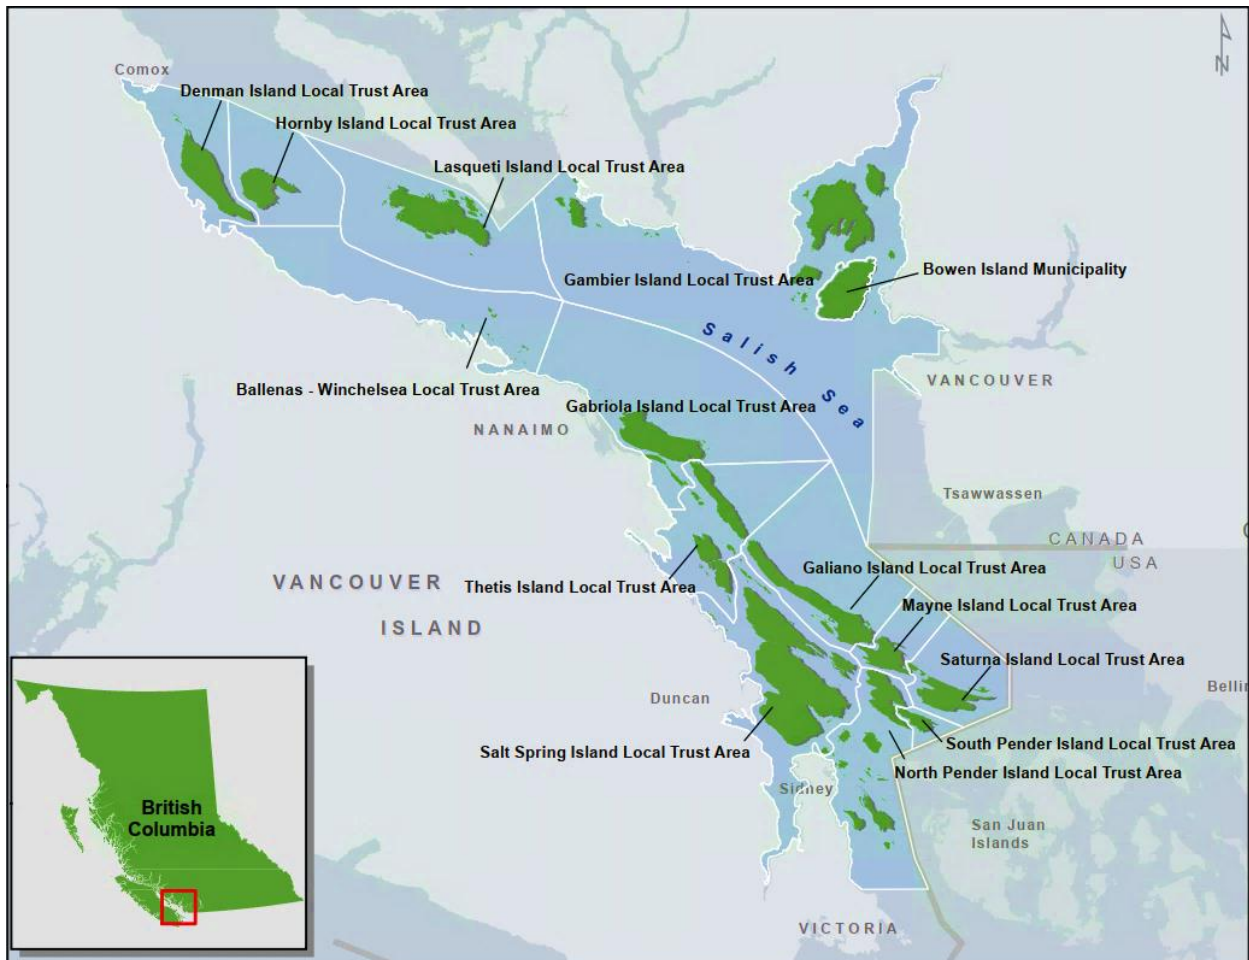 N
Comox
Denman Island Local Trust Area
Hornby Island Local Trust Area
Lasqueti Island Local Trust Area
Gambier Island Local Trust Area
Bowen Island Municipality
Salish Sea
Ballenas - Winchelsea Local Trust Area
VANCOUVER
Gabriola Island Local Trust Area
NANAIMO
Tsawwassen
CANADA
USA
VANCOUVER
ISLAND
Thetis Island Local Trust Area
Galiano Island Local Trust Area
Mayne Island Local Trust Area
Saturna Island Local Trust Area
Duncan
Salt Spring Island Local Trust Area
South Pender Island Local Trust Area
North Pender Island Local Trust Area
Sidney
San Juan
Islands
VICTORIA
British
Columbia